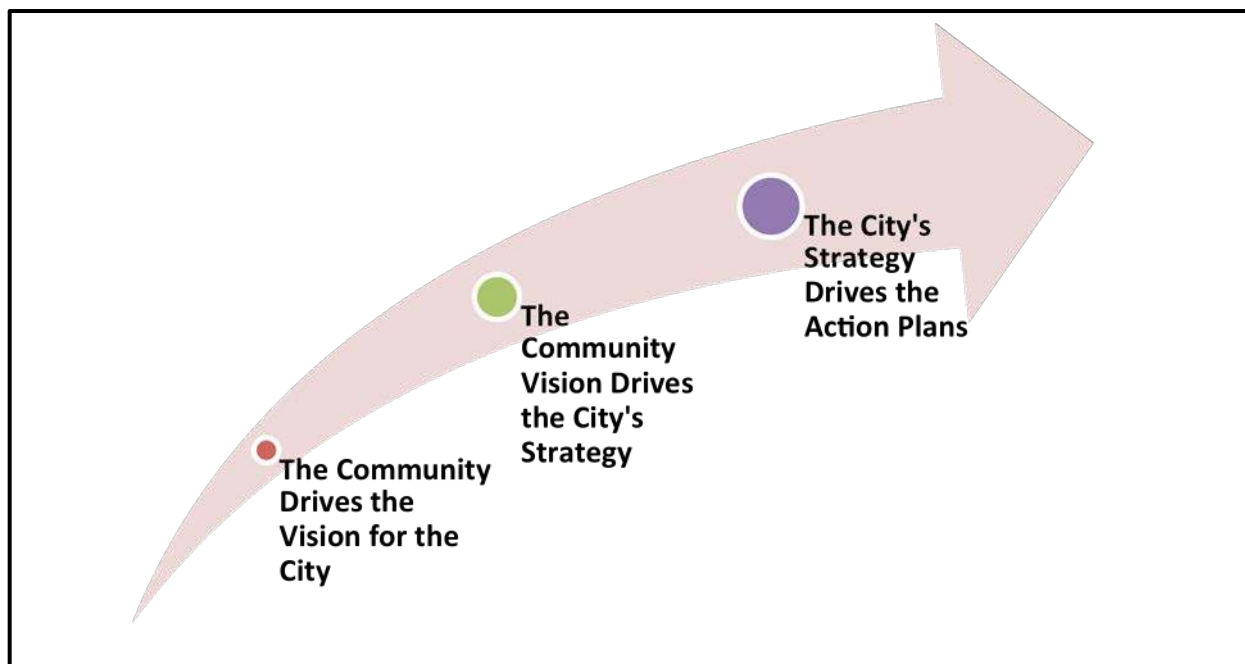 The Community
Drives the
Vision for the
City
The
Community
Vision Drives
the City's
Strategy
The City's
Strategy
Drives the
Action Plans